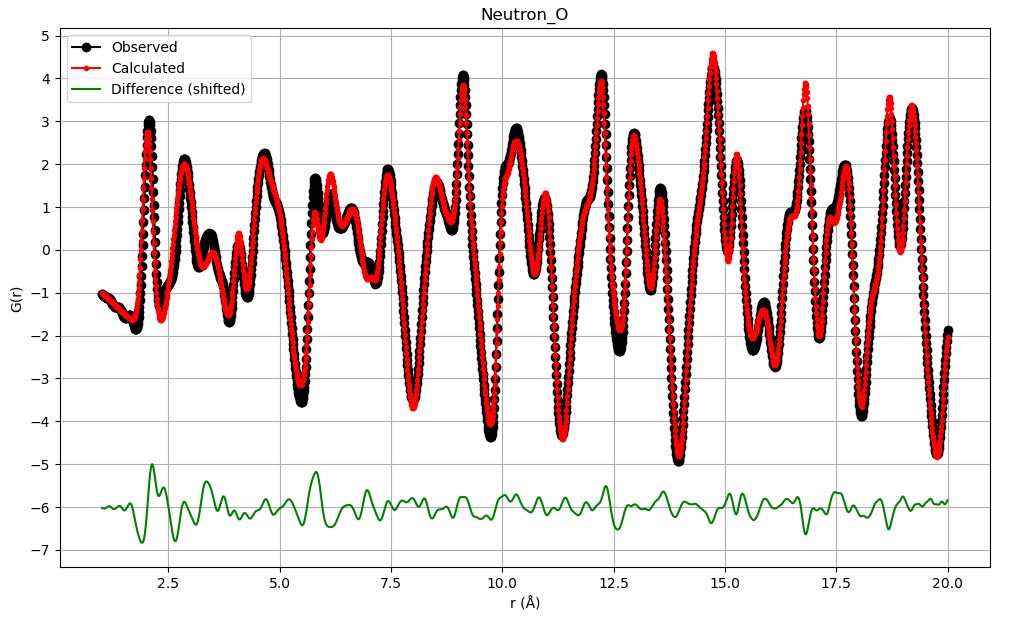 Neutron_O
Observed
Calculated
Difference (shifted)
G(r)
5
4
3
2
1
0
−1
−2
−3
−4
−5
−6
−7
2.5 5.0 7.5 10.0 12.5 15.0 17.5 20.0
r (Å)